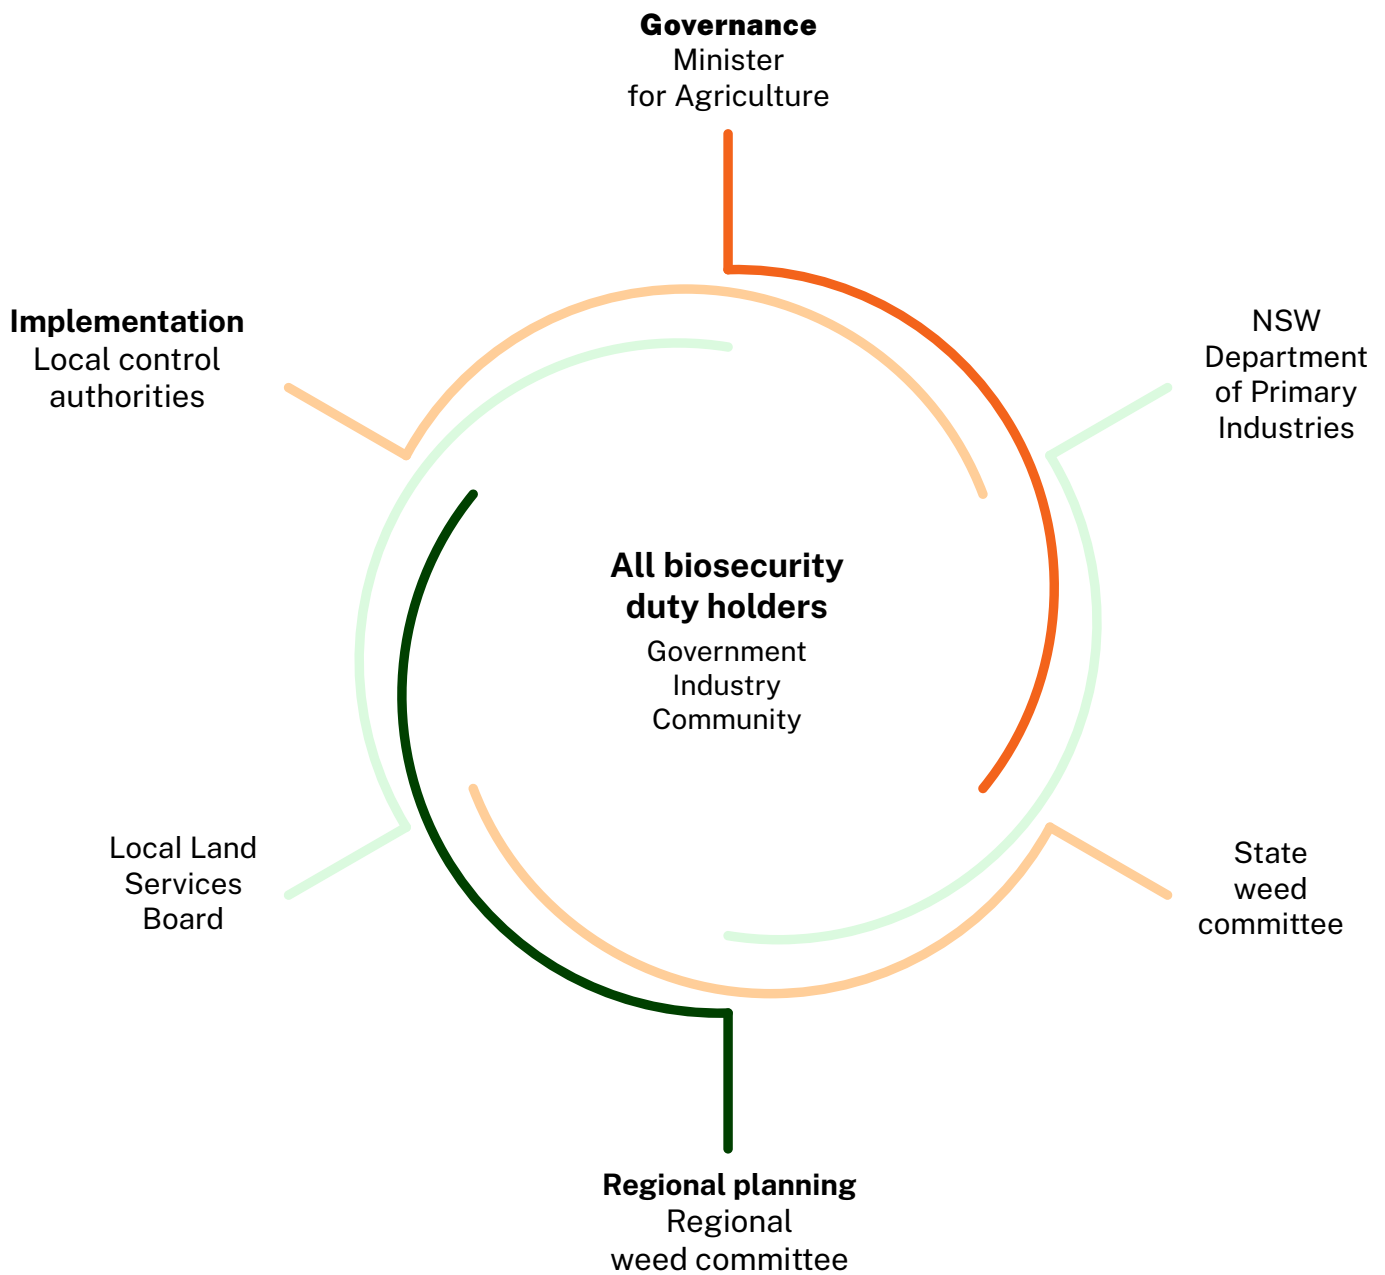 Governance
Minister
for Agriculture
Implementation
Local control
authorities
NSW
Department
of Primary
Industries
All biosecurity
duty holders
Government
Industry
Community
Local Land
Services
Board
State
weed
committee
Regional planning
Regional
weed committee